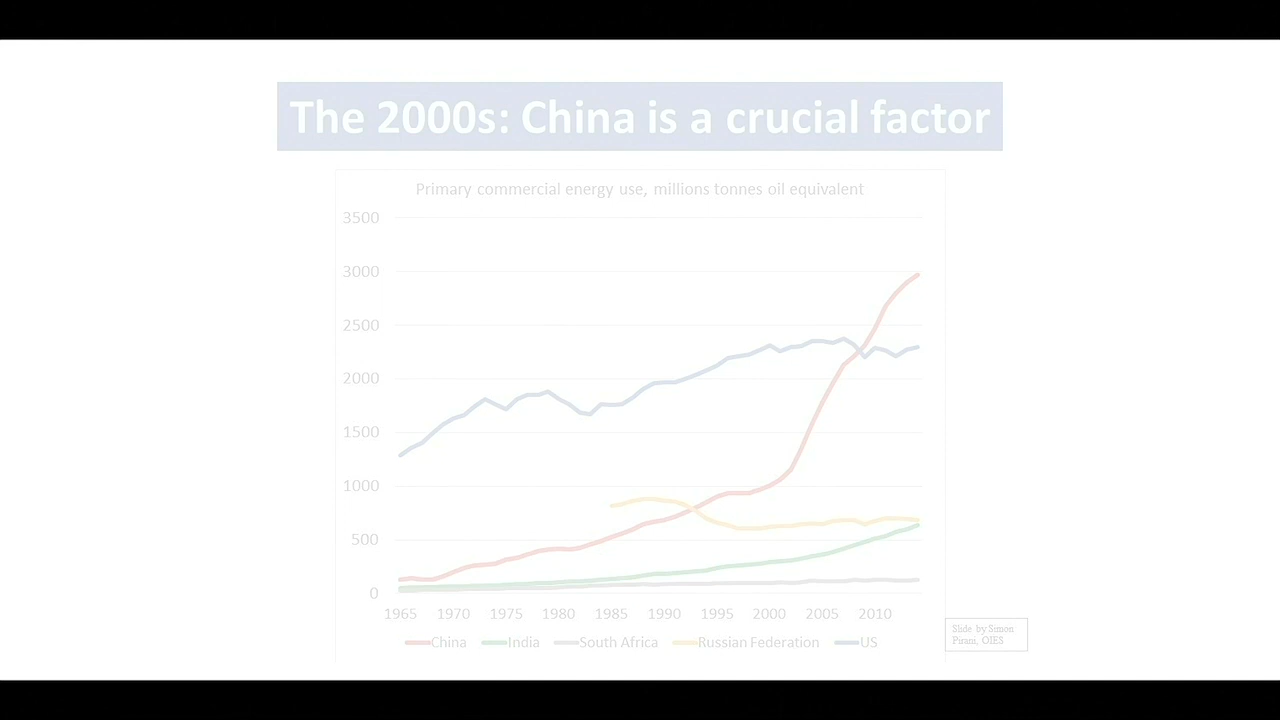 The 2000s: China is a crucial factor
Primary commercial energy use, millions tonnes oil equivalent
3500
3000
2500
2000
1500
1000
500
0
1965 1970 1975 1980 1985 1990 1995 2000 2005 2010
China India South Africa Russian Federation US
Slide by Simon
Pirani, OIES